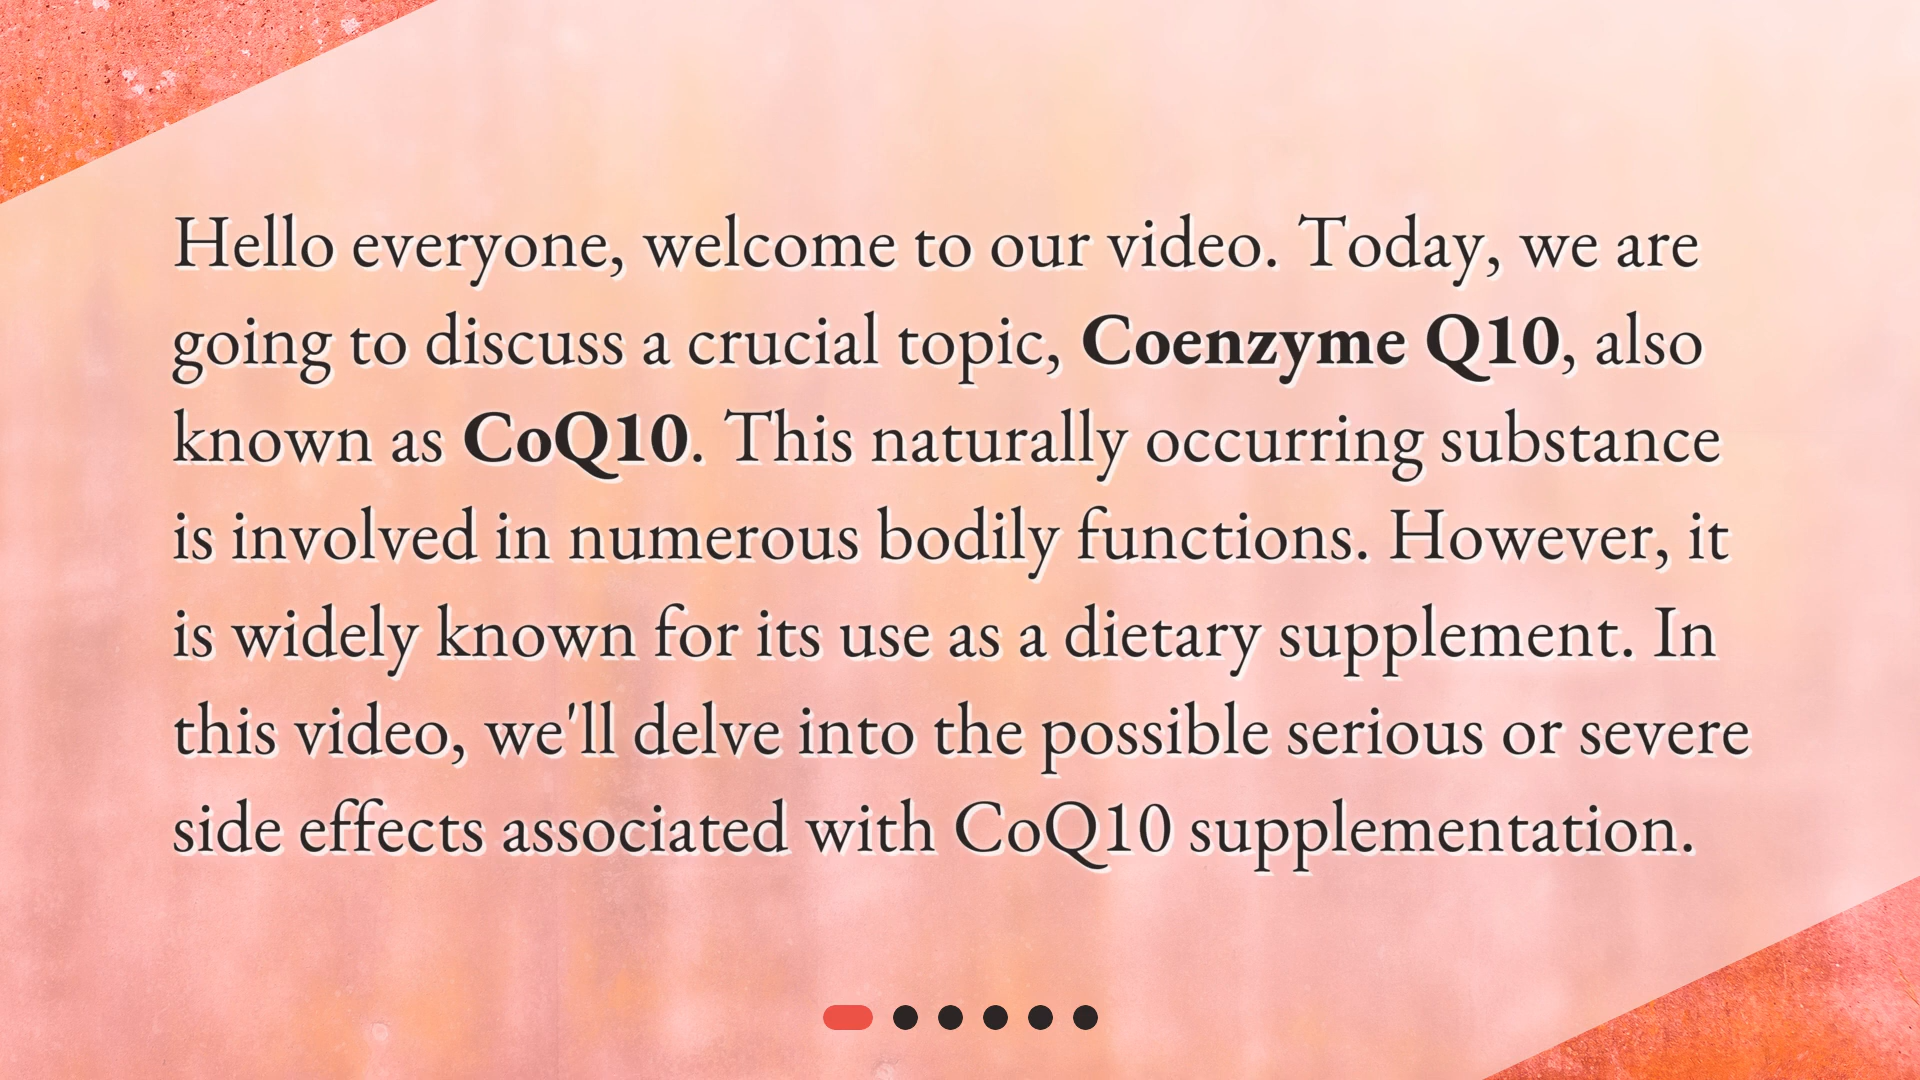 Hello everyone, welcome to our video. Today, we are
going to discuss a crucial topic, Coenzyme Q10, also
known as CoQ10. This naturally occurring substance
is involved in numerous bodily functions. However, it
is widely known for its use as a dietary supplement. In
this video, we'll delve into the possible serious or severe
side effects associated with CoQ10 supplementation.